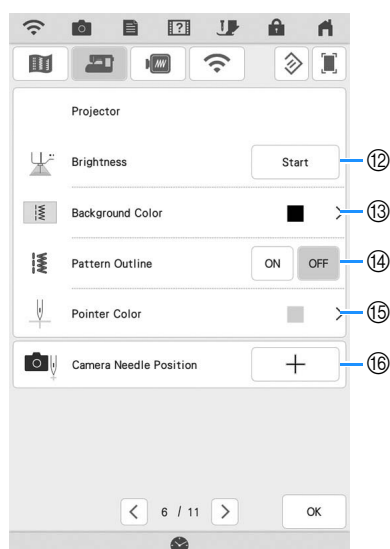 Projector
Brightness Start ⑫
Background Color ⑬
Pattern Outline ON OFF ⑭
Pointer Color ⑮
Camera Needle Position ⑯
6 / 11
OK